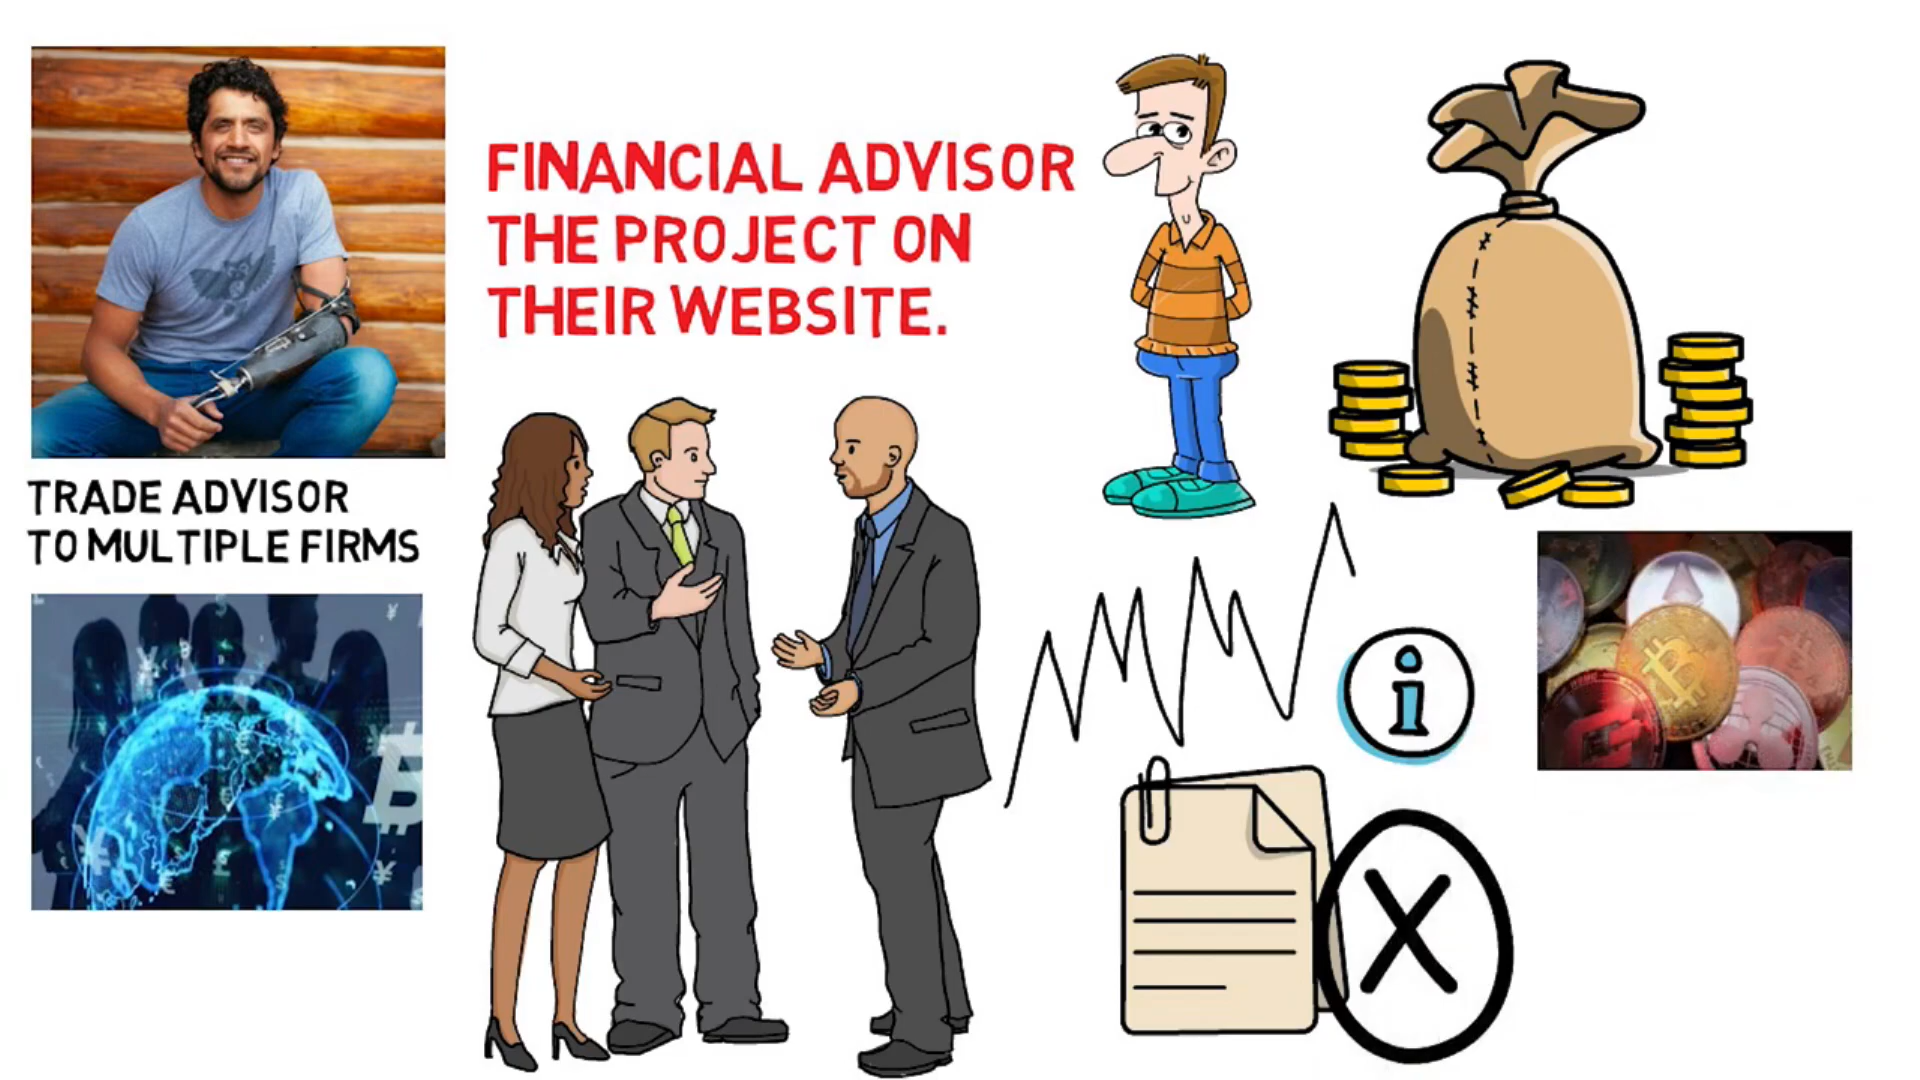 FINANCIAL ADVISOR
THE PROJECT ON
THEIR WEBSITE.
TRADE ADVISOR
TO MULTIPLE FIRMS
i
X